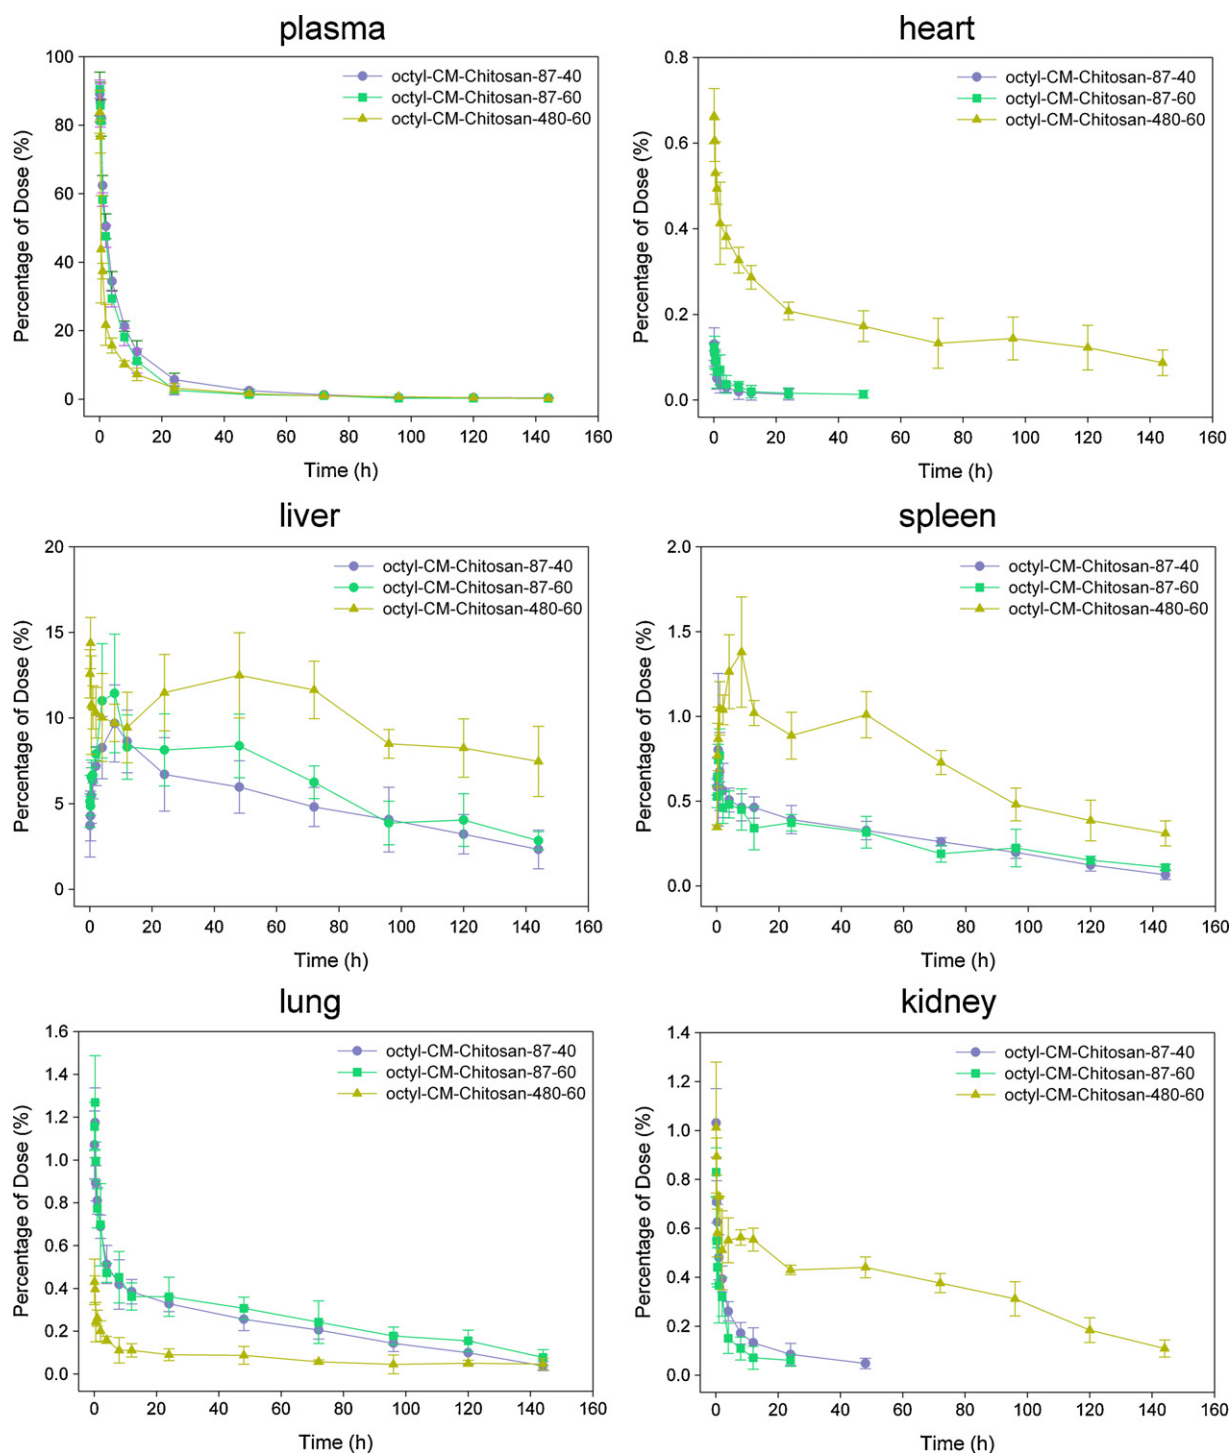 plasma
100
80
60
40
20
0
Percentage of Dose (%)
octyl-CM-Chitosan-87-40
octyl-CM-Chitosan-87-60
octyl-CM-Chitosan-480-60
0 20 40 60 80 100 120 140 160
Time (h)
heart
0.8
0.6
0.4
0.2
0.0
Percentage of Dose (%)
octyl-CM-Chitosan-87-40
octyl-CM-Chitosan-87-60
octyl-CM-Chitosan-480-60
0 20 40 60 80 100 120 140 160
Time (h)
liver
20
15
10
5
0
Percentage of Dose (%)
octyl-CM-Chitosan-87-40
octyl-CM-Chitosan-87-60
octyl-CM-Chitosan-480-60
0 20 40 60 80 100 120 140 160
Time (h)
spleen
2.0
1.5
1.0
0.5
0.0
Percentage of Dose (%)
octyl-CM-Chitosan-87-40
octyl-CM-Chitosan-87-60
octyl-CM-Chitosan-480-60
0 20 40 60 80 100 120 140 160
Time (h)
lung
1.6
1.4
1.2
1.0
0.8
0.6
0.4
0.2
0.0
Percentage of Dose (%)
octyl-CM-Chitosan-87-40
octyl-CM-Chitosan-87-60
octyl-CM-Chitosan-480-60
0 20 40 60 80 100 120 140 160
Time (h)
kidney
1.4
1.2
1.0
0.8
0.6
0.4
0.2
0.0
Percentage of Dose (%)
octyl-CM-Chitosan-87-40
octyl-CM-Chitosan-87-60
octyl-CM-Chitosan-480-60
0 20 40 60 80 100 120 140 160
Time (h)